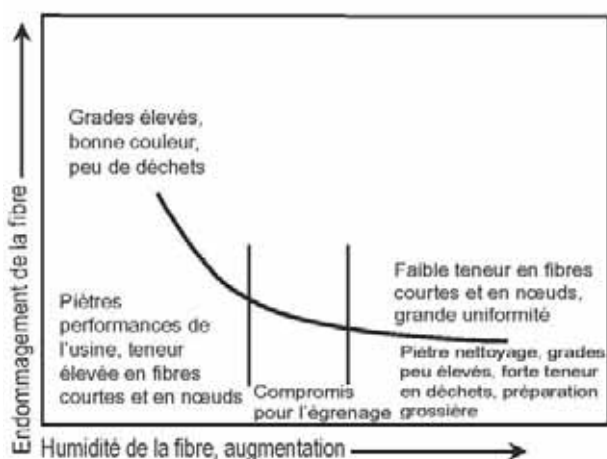 Endommagement de la fibre
Grades élevés,
bonne couleur,
peu de déchets
Piètres
performances de
l'usine, teneur
élevée en fibres
courtes et en nœuds
Compromis
pour l'égrenage
Faible teneur en fibres
courtes et en nœuds,
grande uniformité
Piètre nettoyage, grades
peu élevés, forte teneur
en déchets, préparation
grossière
Humidité de la fibre, augmentation